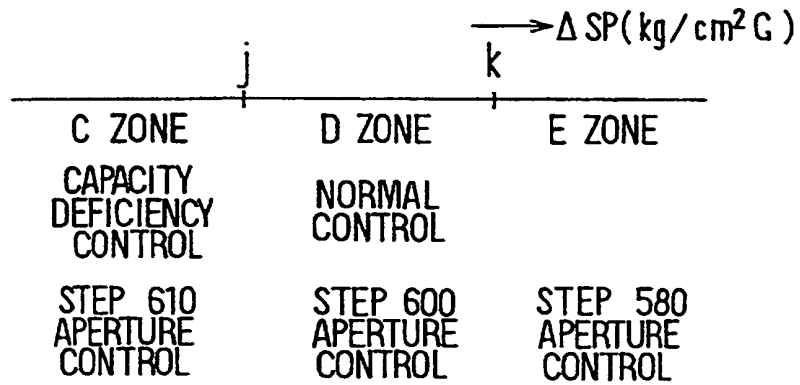 ΔSP(kg/cm²G)
j k
C ZONE D ZONE E ZONE
CAPACITY
DEFICIENCY
CONTROL
NORMAL
CONTROL
STEP 610
APERTURE
CONTROL
STEP 600
APERTURE
CONTROL
STEP 580
APERTURE
CONTROL